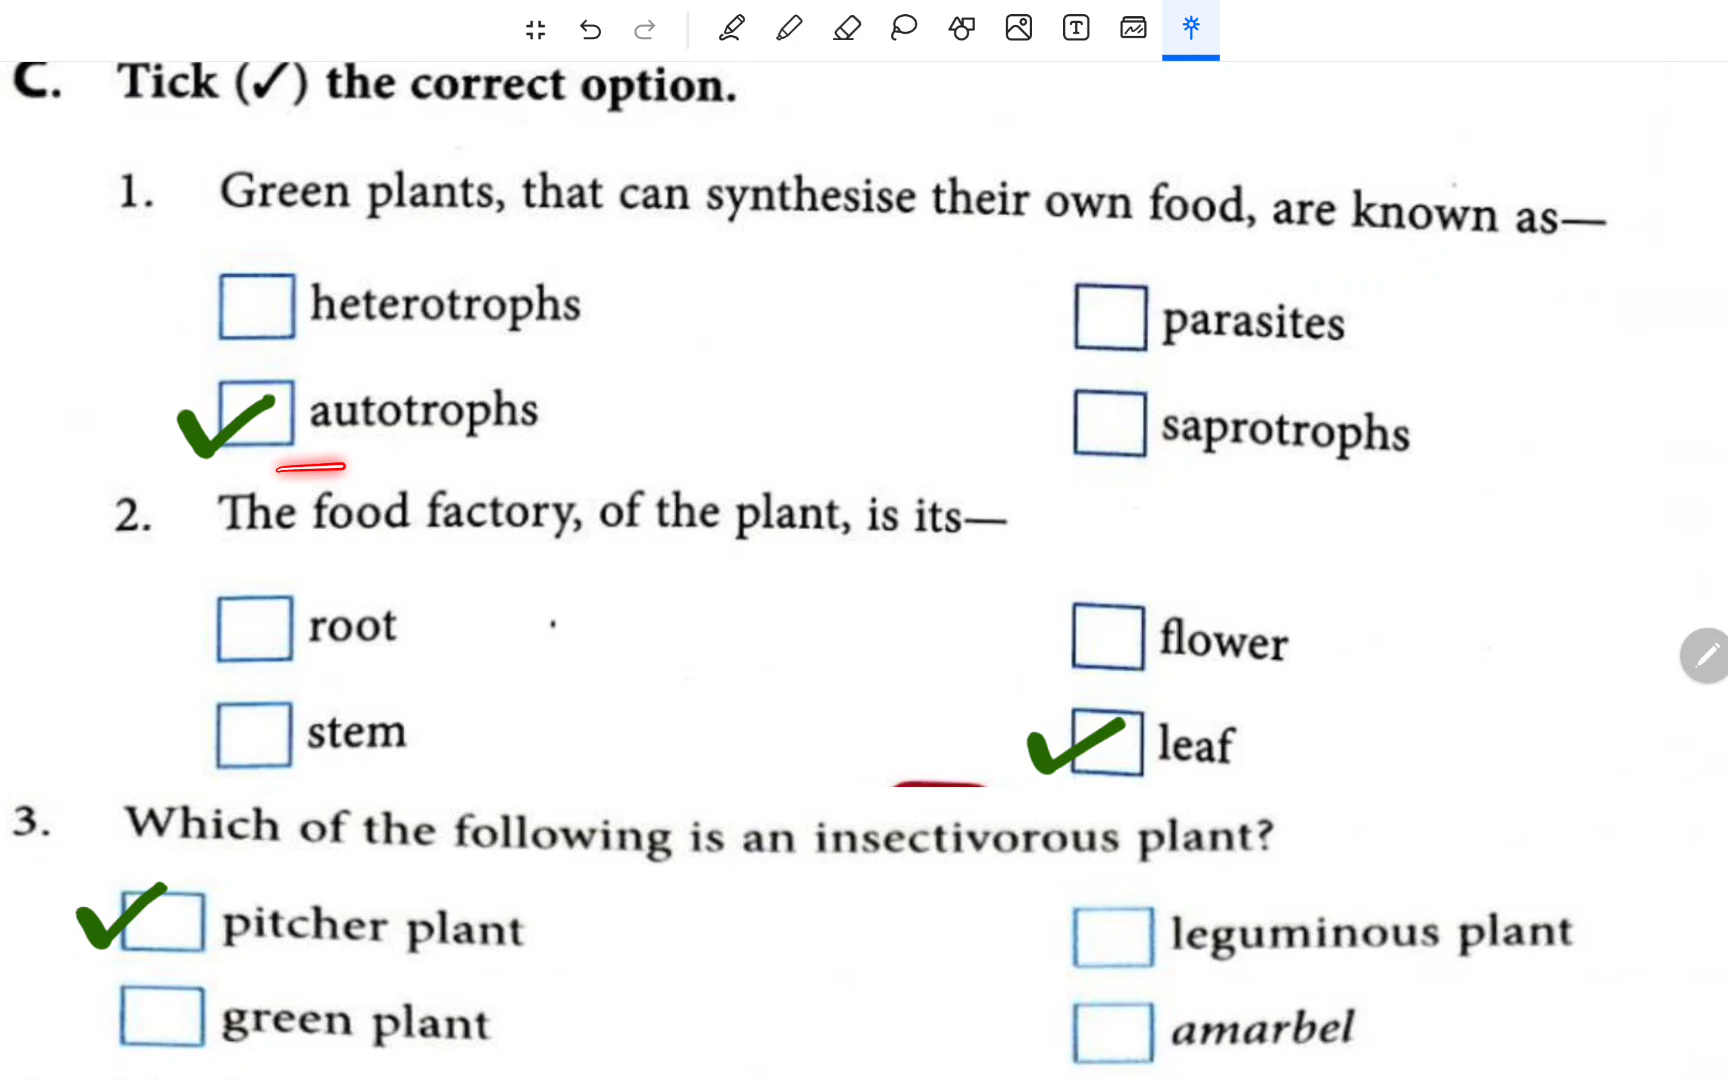 C. Tick (✓) the correct option.
1. Green plants, that can synthesise their own food, are known as—
heterotrophs
parasites
autotrophs
saprotrophs
2. The food factory, of the plant, is its—
root
flower
stem
leaf
3. Which of the following is an insectivorous plant?
pitcher plant
leguminous plant
green plant
amarbel